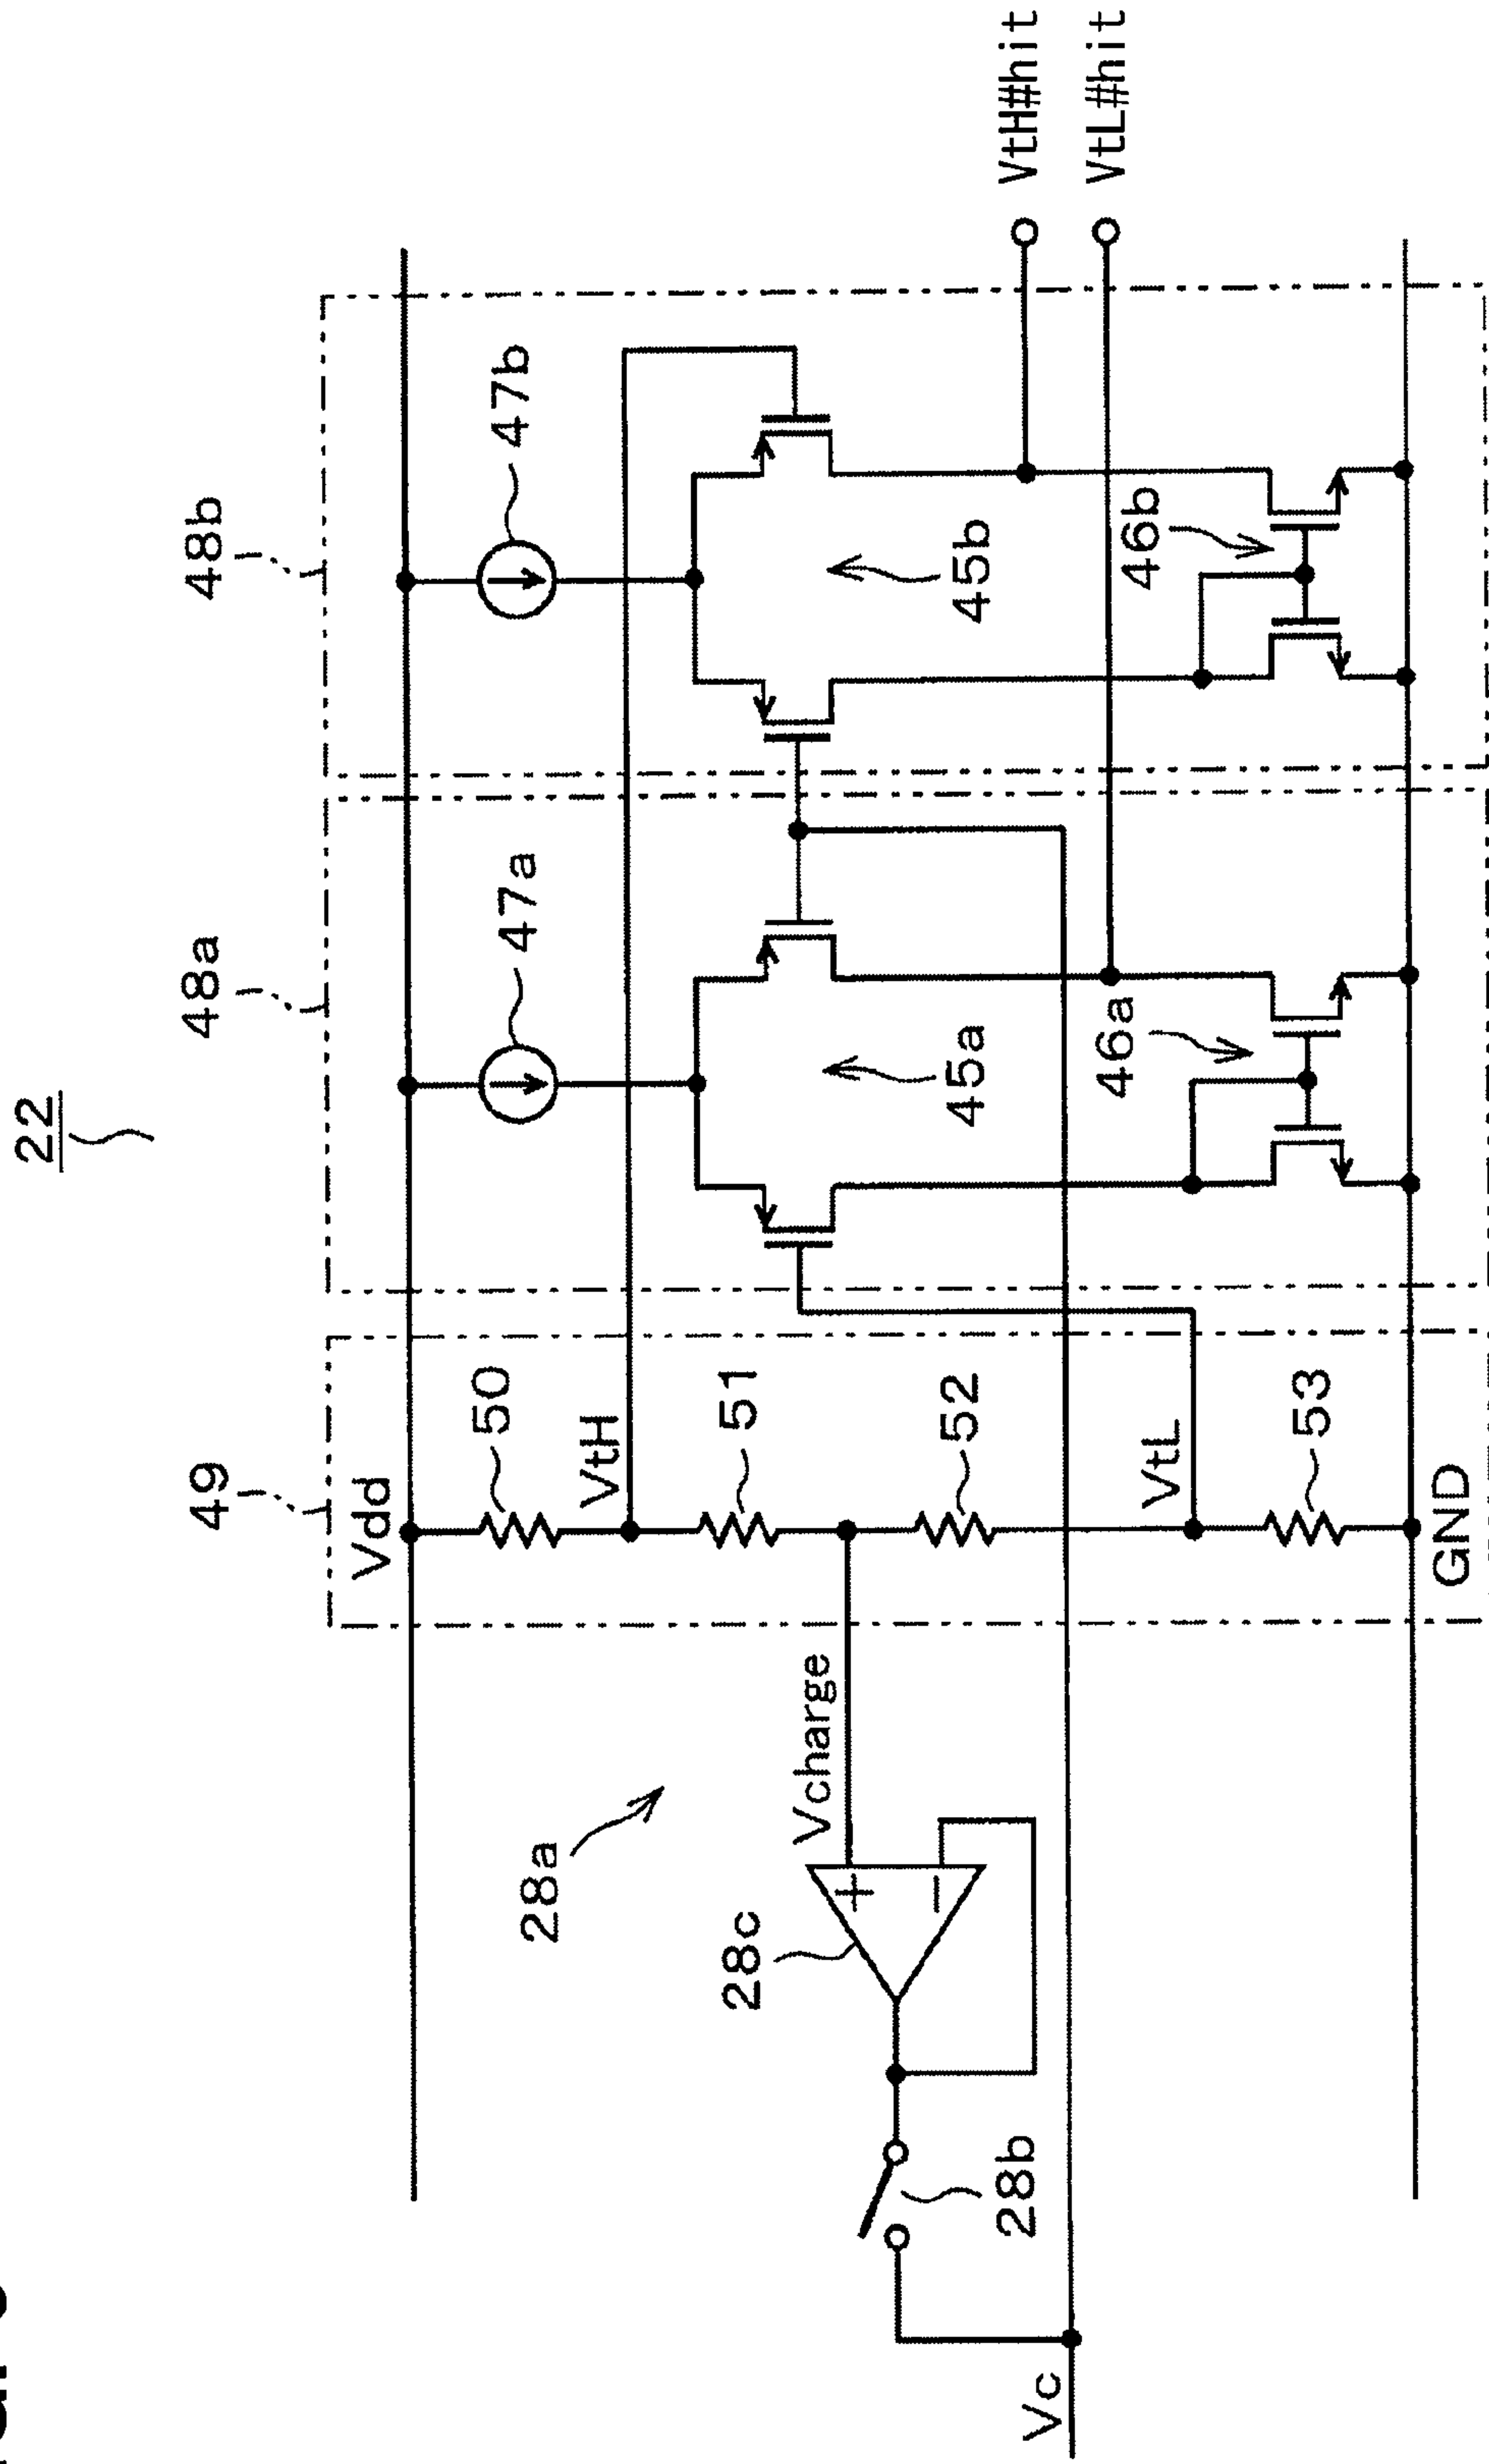 22
49
48a
48b
Vdd
50
47a
47b
VtH
51
28a
Vcharge
28c
52
45a
45b
VtH#hit
VtL#hit
46a
46b
VtL
53
28b
Vc
GND